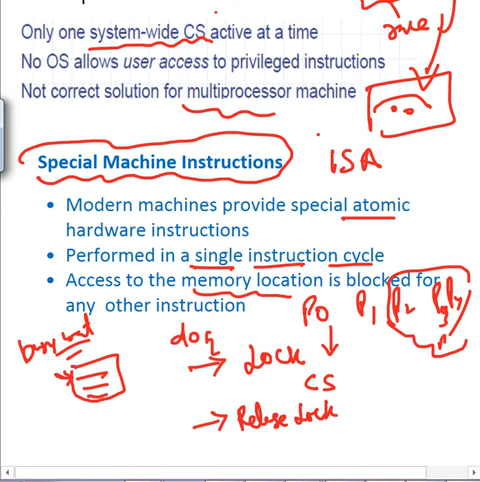 Only one system-wide CS active at a time
No OS allows user access to privileged instructions
Not correct solution for multiprocessor machine
Special Machine Instructions
ISA
• Modern machines provide special atomic
hardware instructions
• Performed in a single instruction cycle
• Access to the memory location is blocked for
any other instruction
P0 P1 P2 P3 P4
busy wait
Lock
CS
→ Release Lock